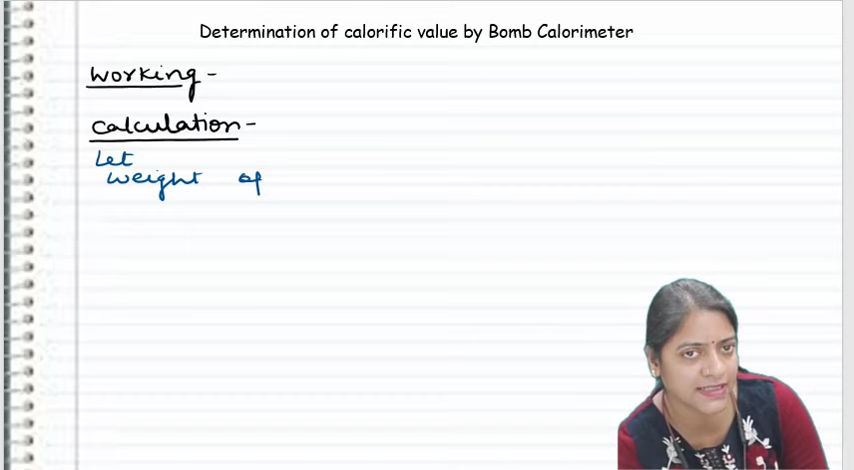 Determination of calorific value by Bomb Calorimeter
Working -
Calculation -
Let
weight of